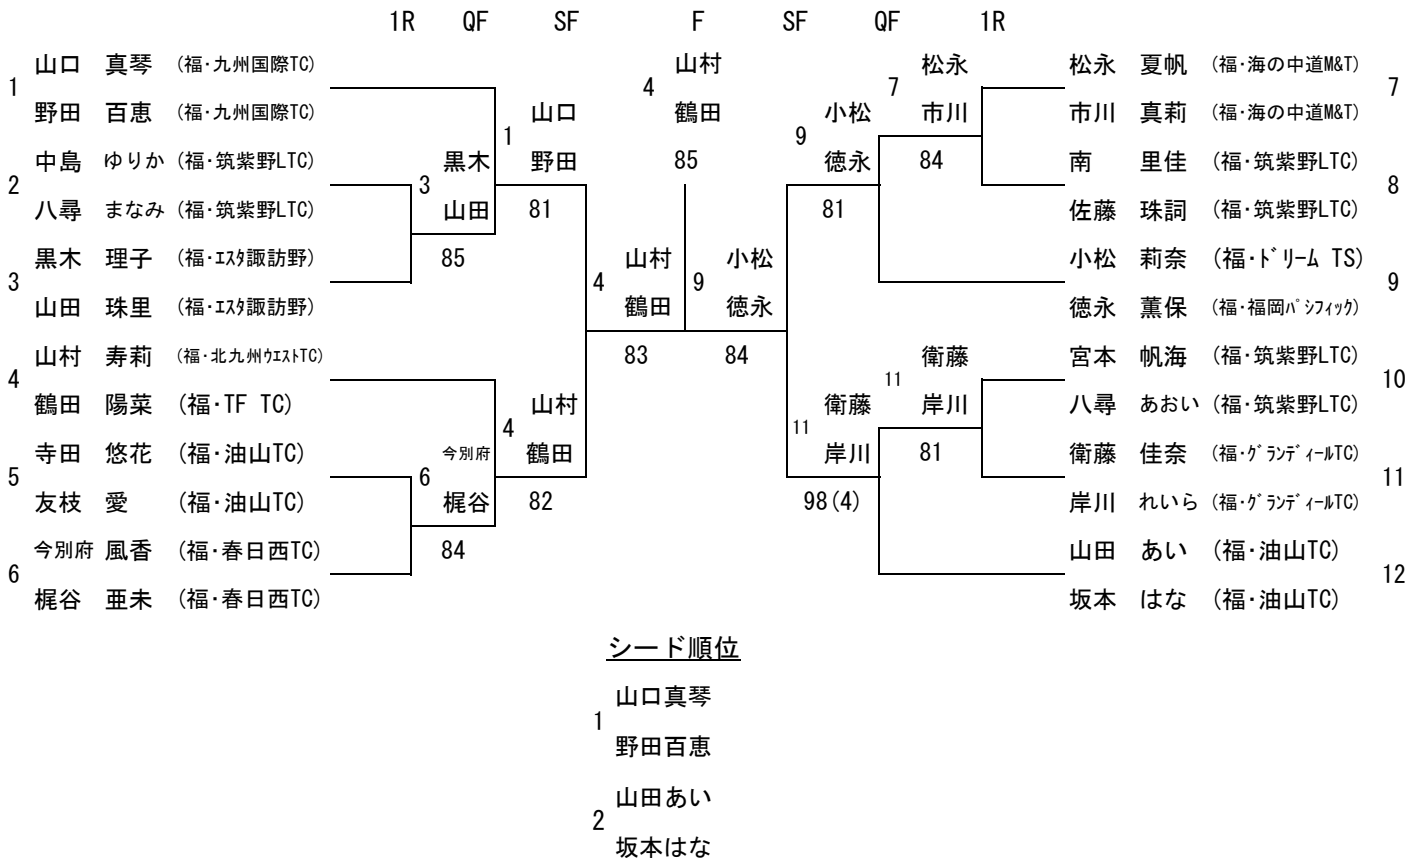 1R QF SF F SF QF 1R
山口 真琴 (福・九州国際TC) 山村 松永 松永 夏帆 (福・海の中道M&T)
1 4 7 7
野田 百恵 (福・九州国際TC) 山口 鶴田 小松 市川 市川 真莉 (福・海の中道M&T)
1 9
中島 ゆりか (福・筑紫野LTC) 黒木 野田 85 徳永 84 南 里佳 (福・筑紫野LTC)
2 3 8
八尋 まなみ (福・筑紫野LTC) 山田 81 81 佐藤 珠詞 (福・筑紫野LTC)
黒木 理子 (福・エスタ諏訪野) 85 山村 小松 小松 莉奈 (福・ドリーム TS)
3 4 9 9
山田 珠里 (福・エスタ諏訪野) 鶴田 徳永 徳永 薫保 (福・福岡パシフィック)
山村 寿莉 (福・北九州ウエストTC) 83 84 衛藤 宮本 帆海 (福・筑紫野LTC)
4 11 10
鶴田 陽菜 (福・TF TC) 山村 衛藤 岸川 八尋 あおい (福・筑紫野LTC)
4 11
寺田 悠花 (福・油山TC) 今別府 鶴田 岸川 81 衛藤 佳奈 (福・グランディールTC)
5 6 11
友枝 愛 (福・油山TC) 梶谷 82 98(4) 岸川 れいら (福・グランディールTC)
今別府 風香 (福・春日西TC) 84 山田 あい (福・油山TC)
6 12
梶谷 亜未 (福・春日西TC) 坂本 はな (福・油山TC)
シード順位
山口真琴
1
野田百恵
山田あい
2
坂本はな